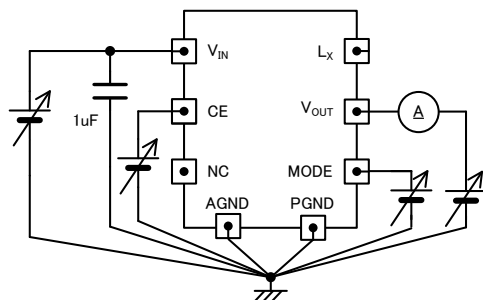 VIN
LX
1uF
CE
VOUT
A
NC
MODE
AGND
PGND